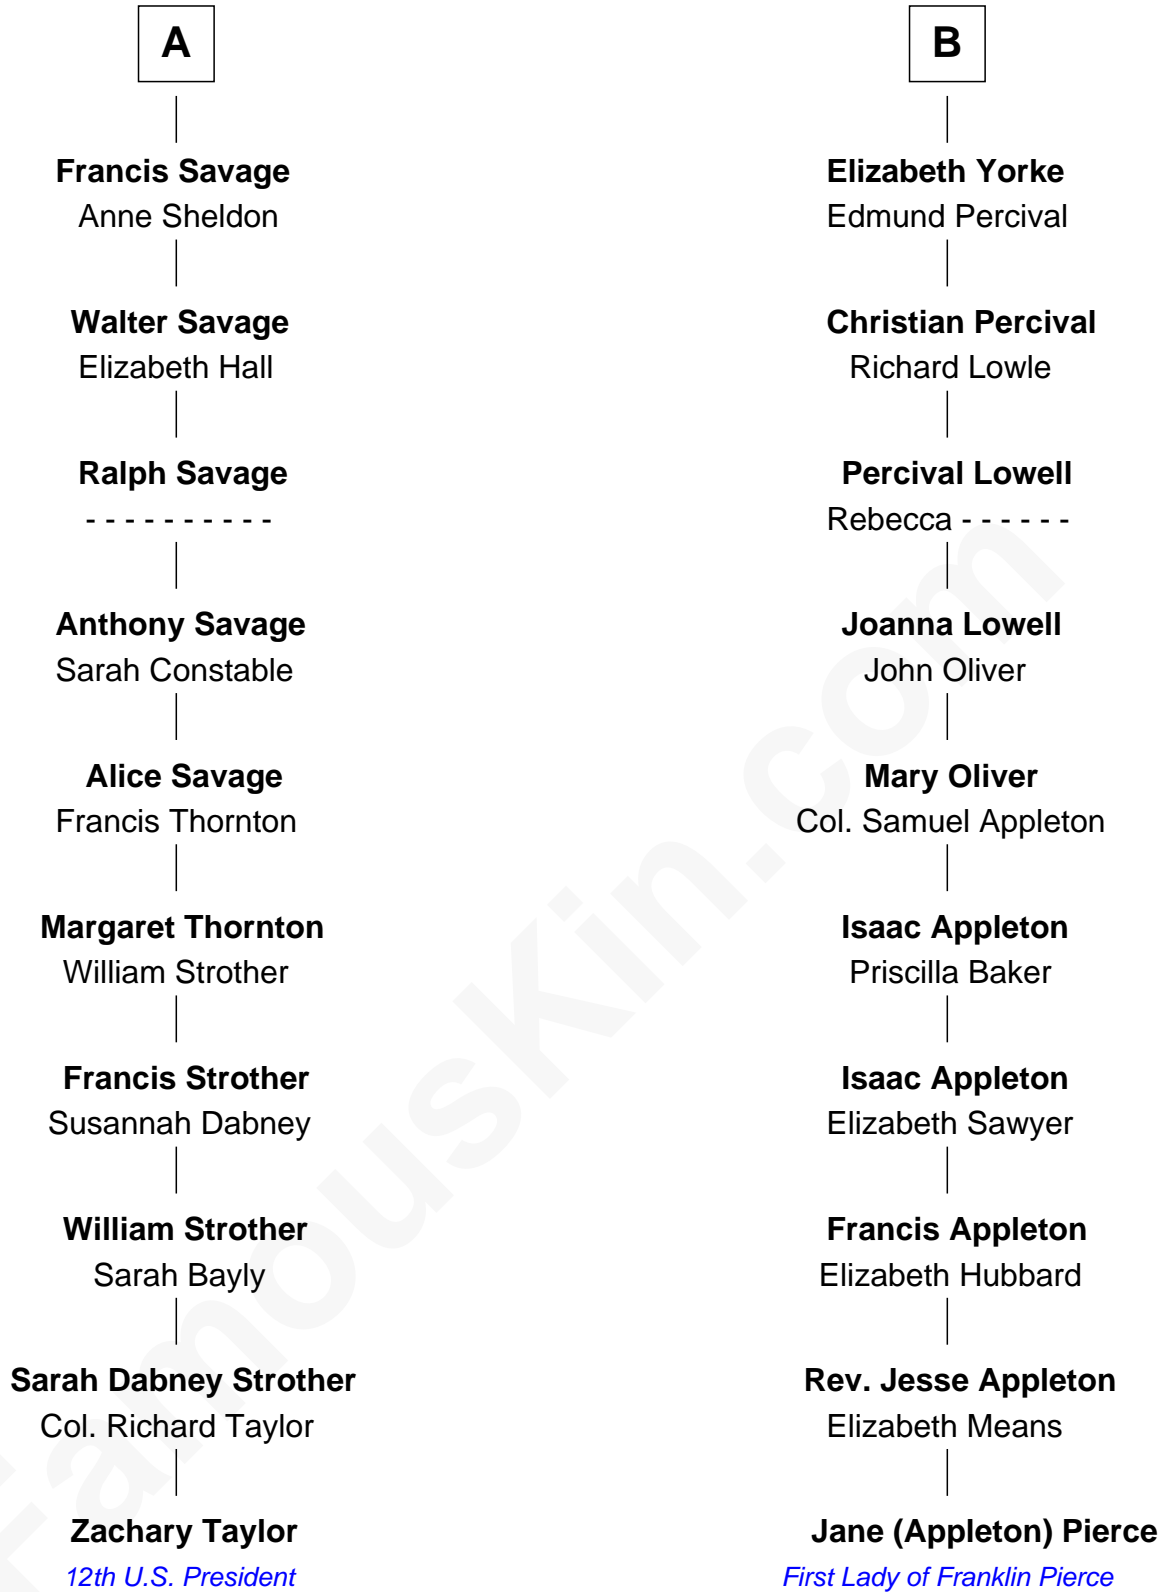 A
Francis Savage
Anne Sheldon
Walter Savage
Elizabeth Hall
Ralph Savage
- - - - - - - - - -
Anthony Savage
Sarah Constable
Alice Savage
Francis Thornton
Margaret Thornton
William Strother
Francis Strother
Susannah Dabney
William Strother
Sarah Bayly
Sarah Dabney Strother
Col. Richard Taylor
Zachary Taylor
12th U.S. President
B
Elizabeth Yorke
Edmund Percival
Christian Percival
Richard Lowle
Percival Lowell
Rebecca - - - - - -
Joanna Lowell
John Oliver
Mary Oliver
Col. Samuel Appleton
Isaac Appleton
Priscilla Baker
Isaac Appleton
Elizabeth Sawyer
Francis Appleton
Elizabeth Hubbard
Rev. Jesse Appleton
Elizabeth Means
Jane (Appleton) Pierce
First Lady of Franklin Pierce
FamousKin.com